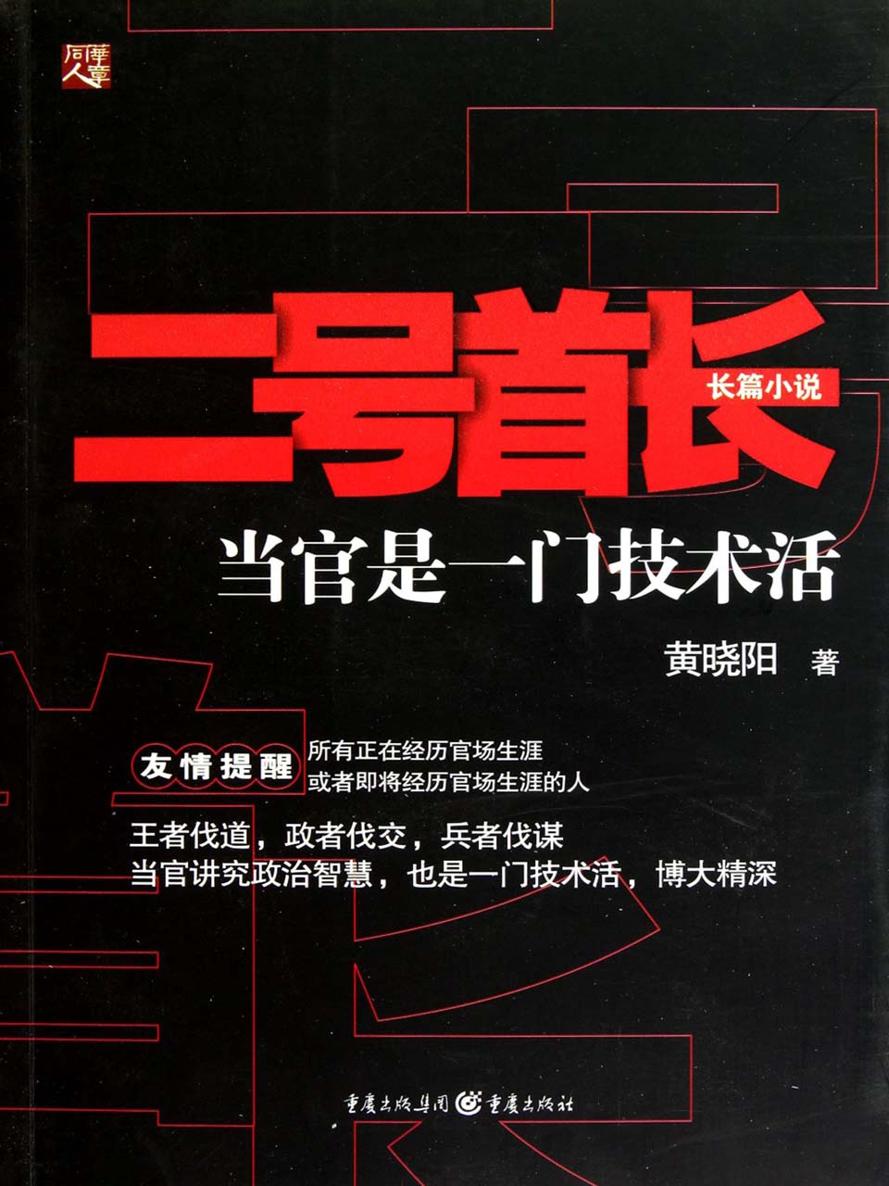 華章同人
二号首长
长篇小说
当官是一门技术活
黄晓阳 著
友情提醒
所有正在经历官场生涯
或者即将经历官场生涯的人
王者伐道，政者伐交，兵者伐谋
当官讲究政治智慧，也是一门技术活，博大精深
重庆出版集团 重庆出版社